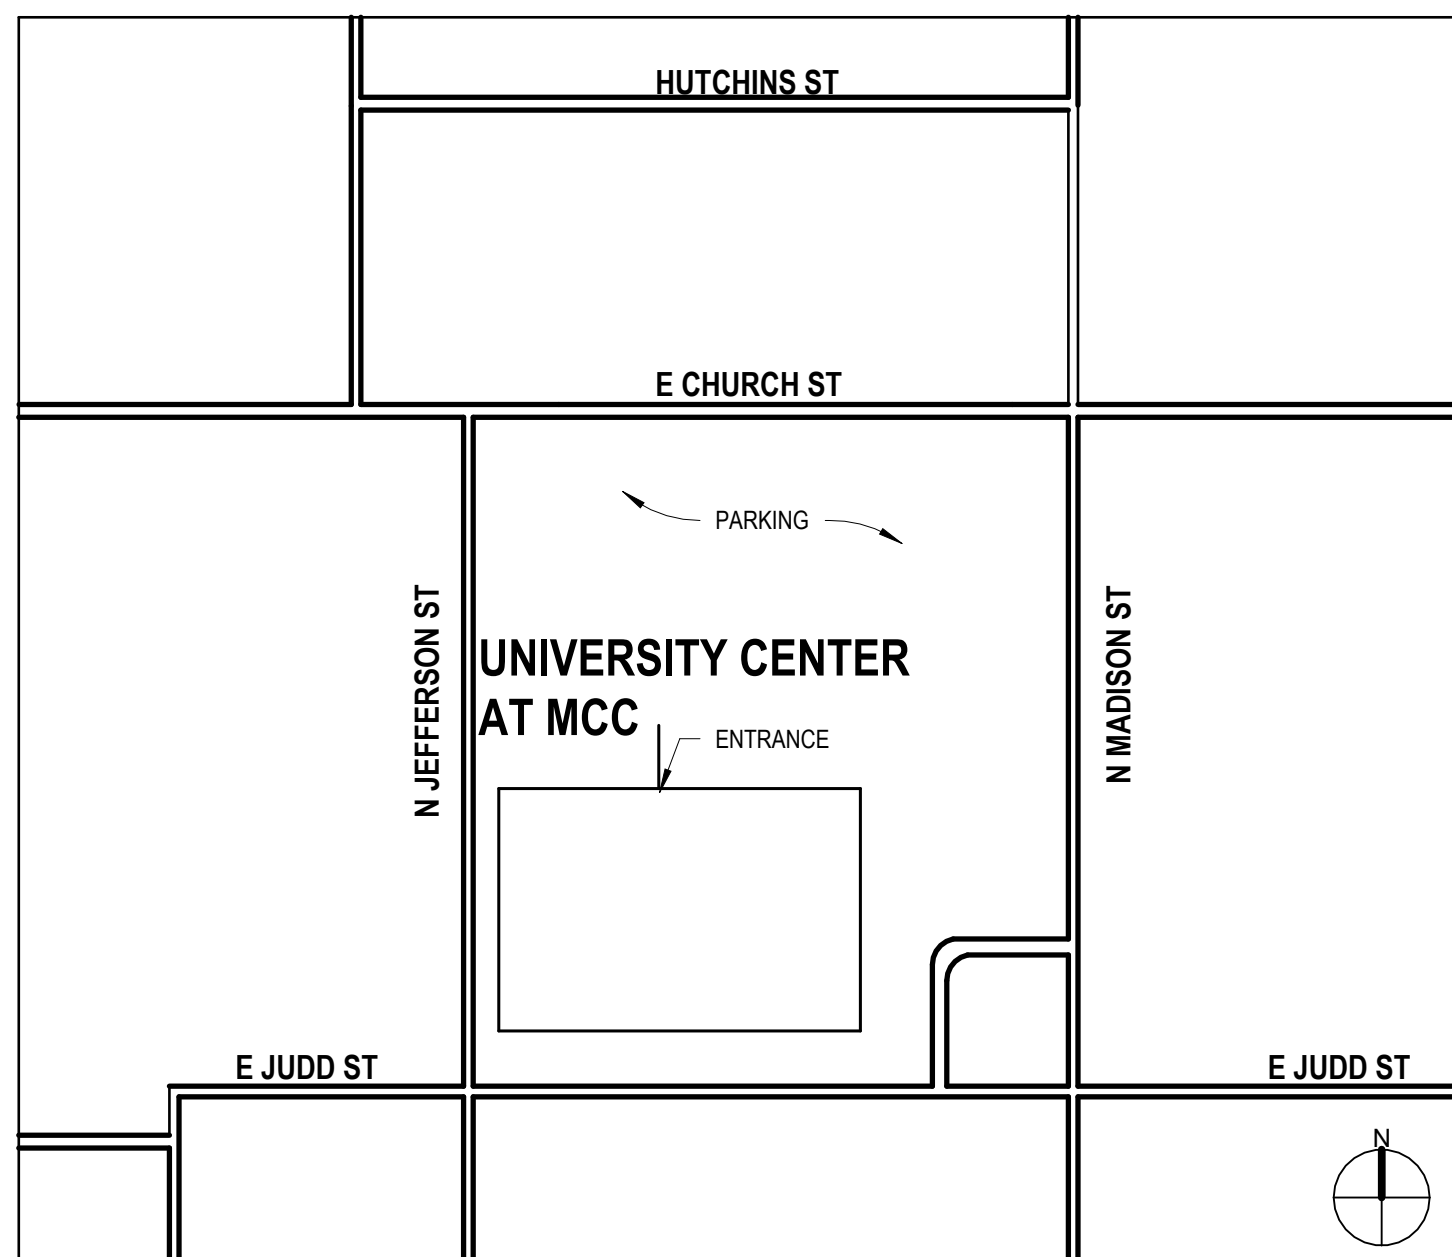 HUTCHINS ST
E CHURCH ST
PARKING
N JEFFERSON ST
N MADISON ST
UNIVERSITY CENTER
AT MCC
ENTRANCE
E JUDD ST
E JUDD ST
N